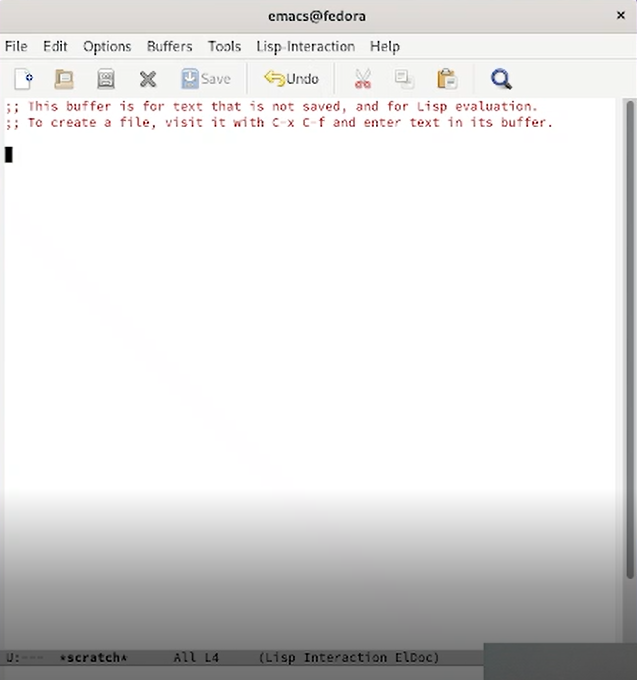 emacs@fedora ×
File Edit Options Buffers Tools Lisp-Interaction Help
Save Undo
;; This buffer is for text that is not saved, and for Lisp evaluation.
;; To create a file, visit it with C-x C-f and enter text in its buffer.
U:--- *scratch* All L4 (Lisp Interaction ElDoc)